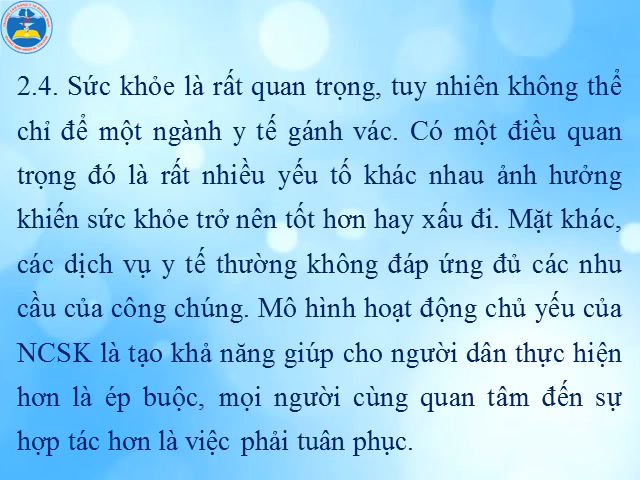 2.4. Sức khỏe là rất quan trọng, tuy nhiên không thể
chỉ để một ngành y tế gánh vác. Có một điều quan
trọng đó là rất nhiều yếu tố khác nhau ảnh hưởng
khiến sức khỏe trở nên tốt hơn hay xấu đi. Mặt khác,
các dịch vụ y tế thường không đáp ứng đủ các nhu
cầu của công chúng. Mô hình hoạt động chủ yếu của
NCSK là tạo khả năng giúp cho người dân thực hiện
hơn là ép buộc, mọi người cùng quan tâm đến sự
hợp tác hơn là việc phải tuân phục.